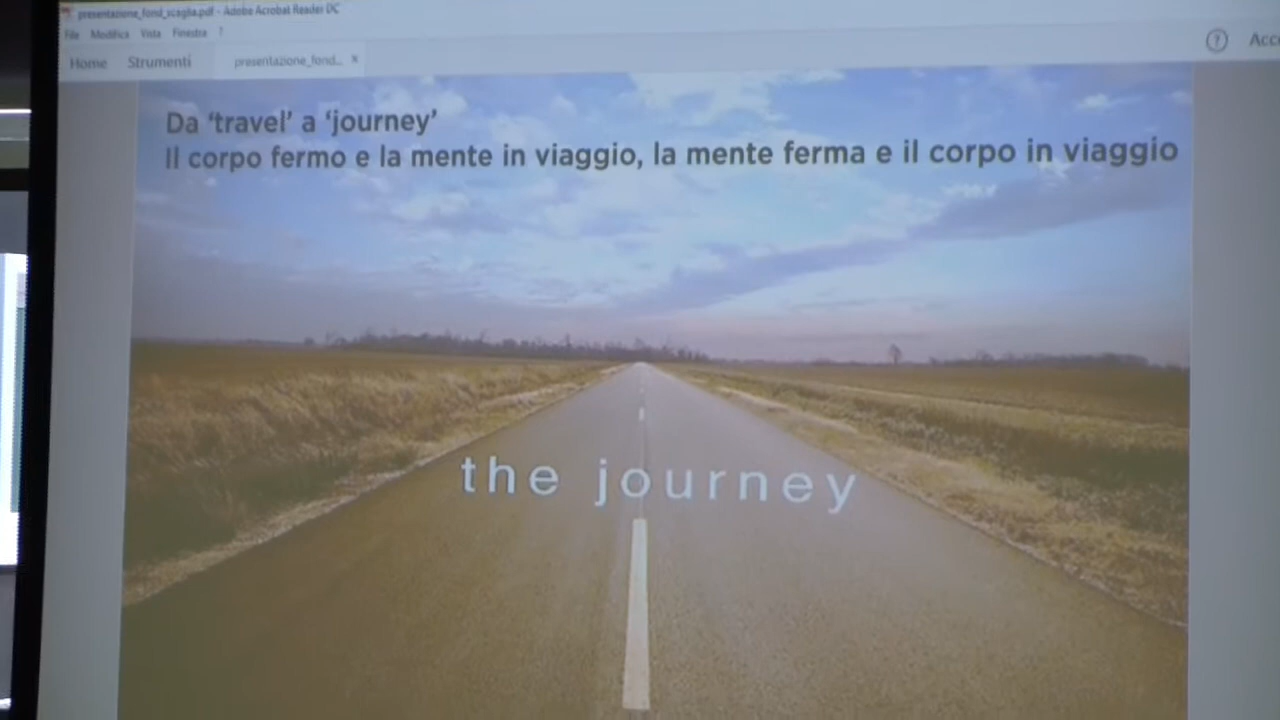 presentazione_fond_scaglia.pdf - Adobe Acrobat Reader DC
File Modifica Vista Finestra ?
Home Strumenti presentazione_fond... ×
? Acc
Da ‘travel’ a ‘journey’
Il corpo fermo e la mente in viaggio, la mente ferma e il corpo in viaggio
the journey